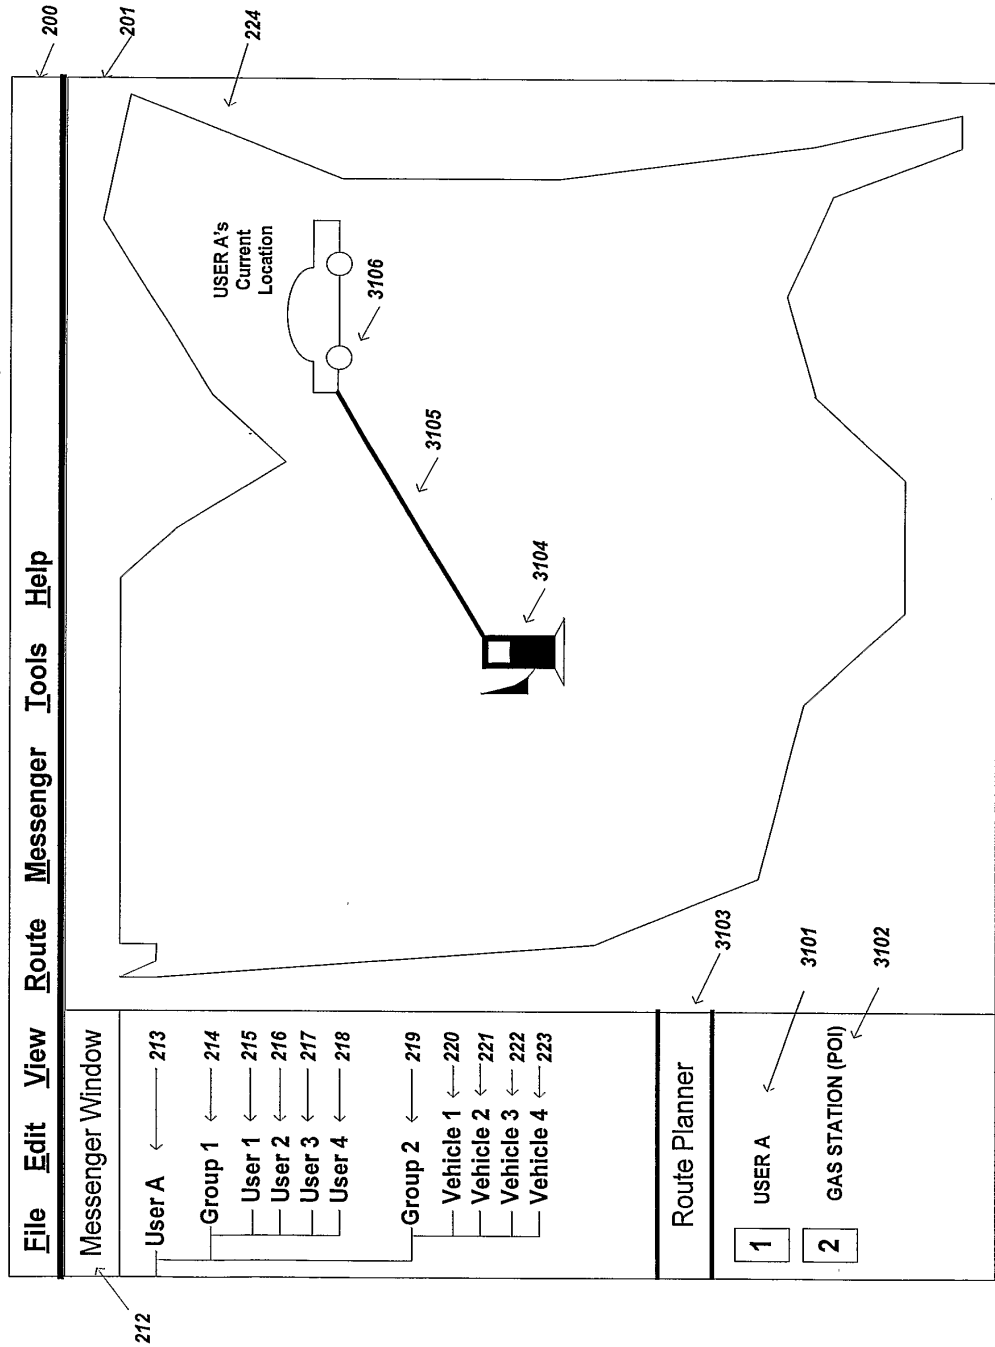 File Edit View Route Messenger Tools Help
200
201
224
Messenger Window
212
User A 213
Group 1 214
User 1 215
User 2 216
User 3 217
User 4 218
Group 2 219
Vehicle 1 220
Vehicle 2 221
Vehicle 3 222
Vehicle 4 223
USER A's
Current
Location
3106
3105
3104
Route Planner
3103
1 USER A
3101
2 GAS STATION (POI)
3102